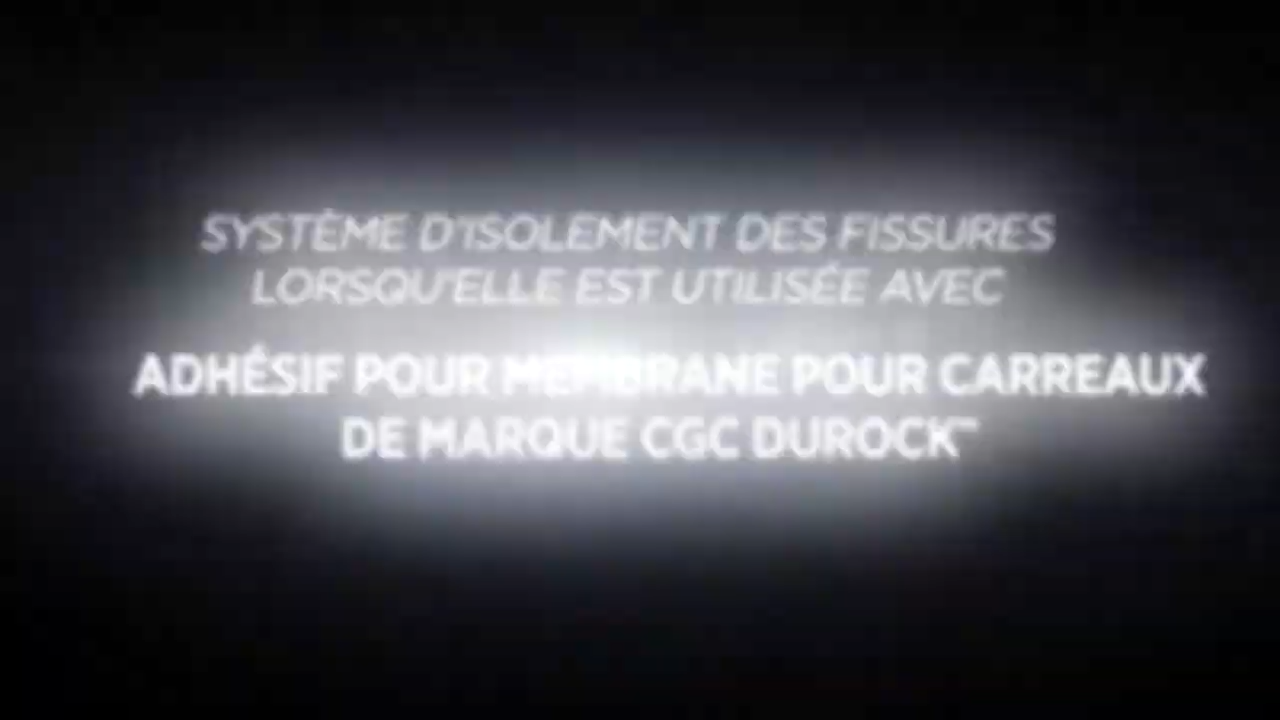 SYSTÈME D'ISOLEMENT DES FISSURES
LORSQU'ELLE EST UTILISÉE AVEC
ADHÉSIF POUR MEMBRANE POUR CARREAUX
DE MARQUE CGC DUROCK™